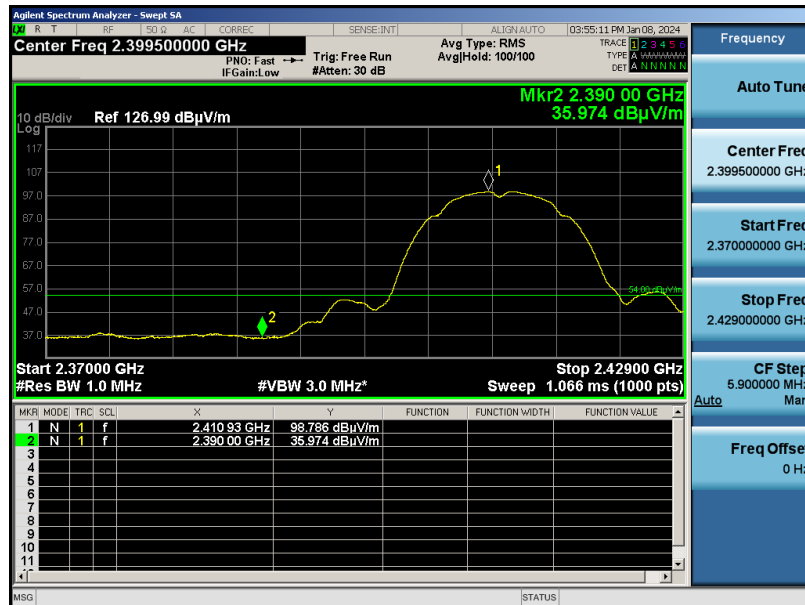 Agilent Spectrum Analyzer - Swept SA
LXI R T RF 50 Ω AC CORREC SENSE:INT ALIGN AUTO 03:55:11 PM Jan 08, 2024
Center Freq 2.399500000 GHz
PNO: Fast
IFGain:Low
Trig: Free Run
#Atten: 30 dB
Avg Type: RMS
Avg|Hold: 100/100
TRACE 1 2 3 4 5 6
TYPE A WWWWW
DET A N N N N N
Mkr2 2.390 00 GHz
35.974 dBµV/m
10 dB/div Ref 126.99 dBµV/m
Log
117
107
97.0
87.0
77.0
67.0
57.0
47.0
37.0
1
2
54.00 dBµV/m
Start 2.37000 GHz Stop 2.42900 GHz
#Res BW 1.0 MHz #VBW 3.0 MHz* Sweep 1.066 ms (1000 pts)
MKR MODE TRC SCL X Y FUNCTION FUNCTION WIDTH FUNCTION VALUE
1 N 1 f 2.410 93 GHz 98.786 dBµV/m
2 N 1 f 2.390 00 GHz 35.974 dBµV/m
3
4
5
6
7
8
9
10
11
MSG STATUS
Frequency
Auto Tune
Center Freq
2.399500000 GHz
Start Freq
2.370000000 GHz
Stop Freq
2.429000000 GHz
CF Step
5.900000 MHz
Auto Man
Freq Offset
0 Hz